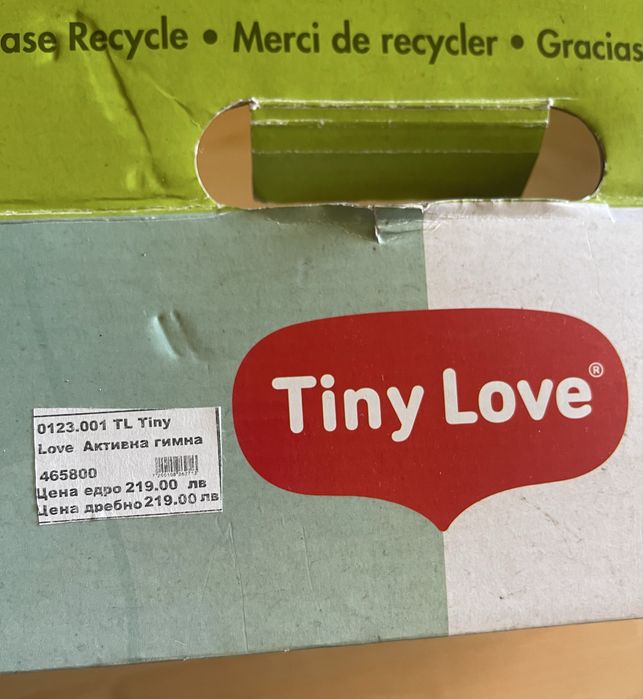 ase Recycle • Merci de recycler • Gracias
Tiny Love®
0123.001 TL Tiny
Love Активна гимна
465800
Цена едро 219.00 лв
Цена дребно 219.00 лв